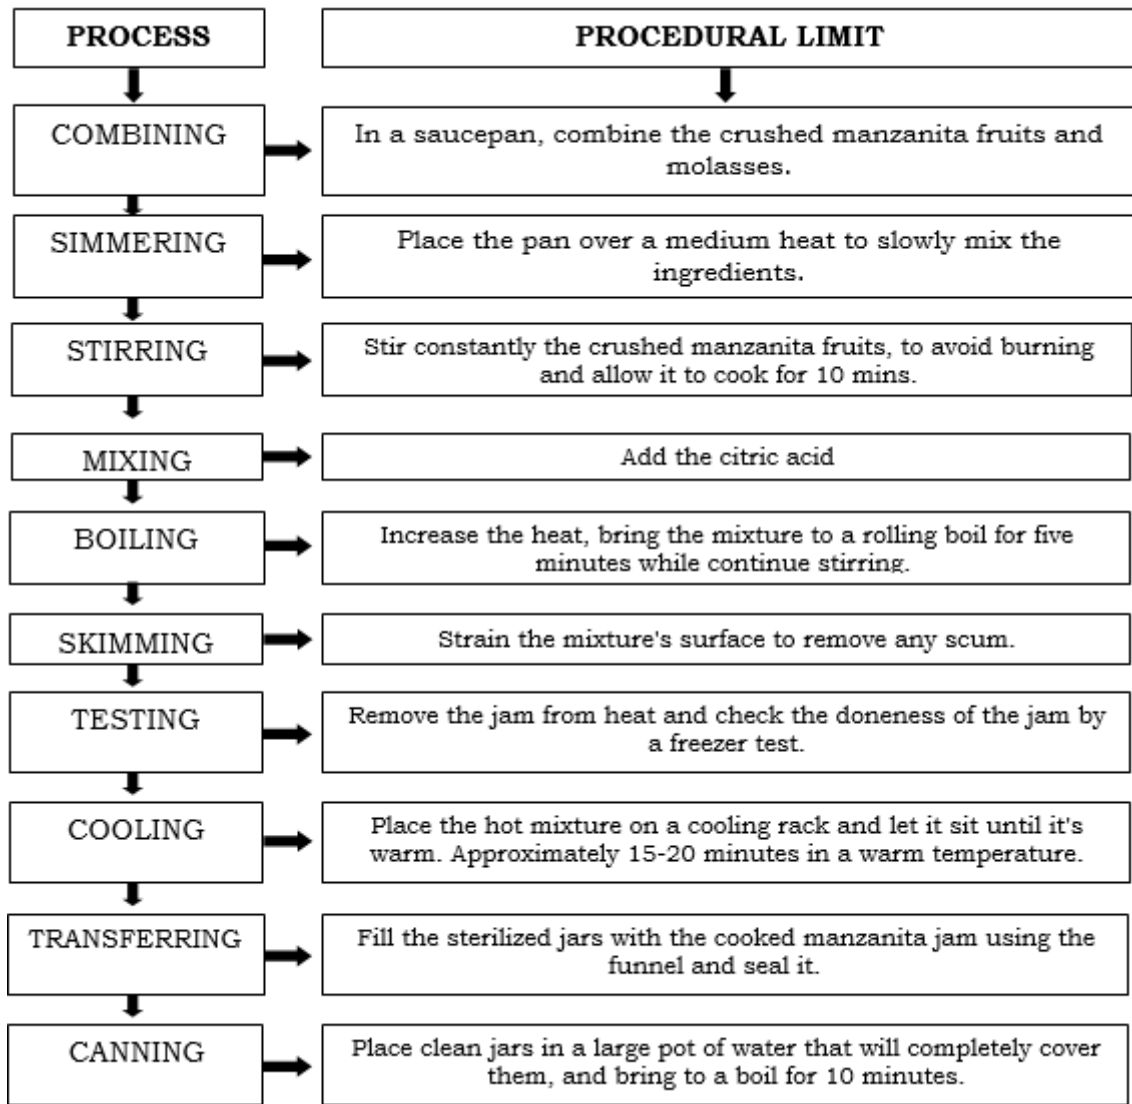 PROCESS
PROCEDURAL LIMIT
COMBINING
In a saucepan, combine the crushed manzanita fruits and
molasses.
SIMMERING
Place the pan over a medium heat to slowly mix the
ingredients.
STIRRING
Stir constantly the crushed manzanita fruits, to avoid burning
and allow it to cook for 10 mins.
MIXING
Add the citric acid
BOILING
Increase the heat, bring the mixture to a rolling boil for five
minutes while continue stirring.
SKIMMING
Strain the mixture's surface to remove any scum.
TESTING
Remove the jam from heat and check the doneness of the jam by
a freezer test.
COOLING
Place the hot mixture on a cooling rack and let it sit until it's
warm. Approximately 15-20 minutes in a warm temperature.
TRANSFERRING
Fill the sterilized jars with the cooked manzanita jam using the
funnel and seal it.
CANNING
Place clean jars in a large pot of water that will completely cover
them, and bring to a boil for 10 minutes.